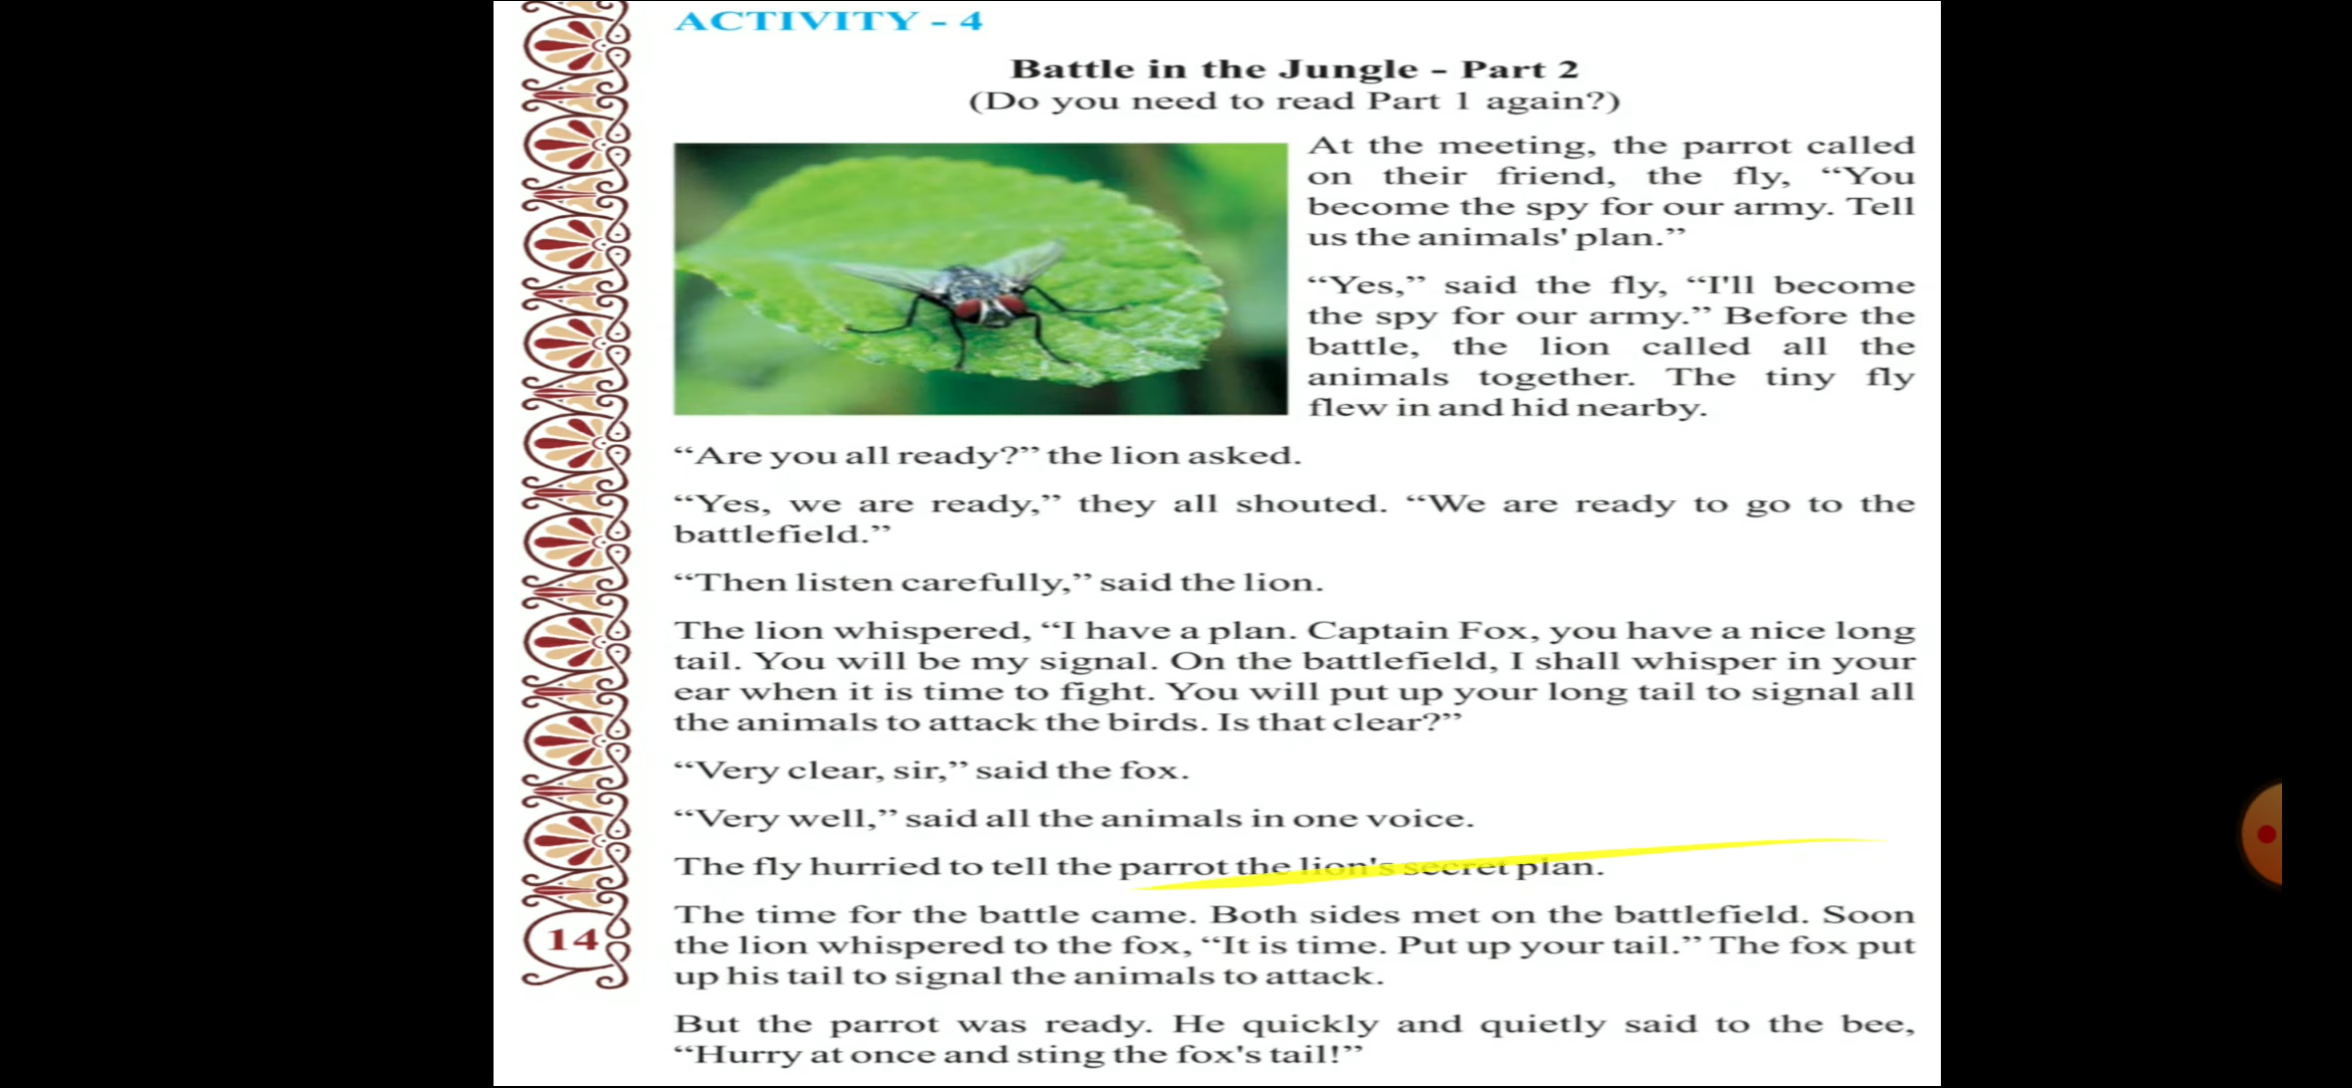 ACTIVITY - 4
Battle in the Jungle - Part 2
(Do you need to read Part 1 again?)
At the meeting, the parrot called
on their friend, the fly, “You
become the spy for our army. Tell
us the animals' plan.”
“Yes,” said the fly, “I'll become
the spy for our army.” Before the
battle, the lion called all the
animals together. The tiny fly
flew in and hid nearby.
“Are you all ready?” the lion asked.
“Yes, we are ready,” they all shouted. “We are ready to go to the
battlefield.”
“Then listen carefully,” said the lion.
The lion whispered, “I have a plan. Captain Fox, you have a nice long
tail. You will be my signal. On the battlefield, I shall whisper in your
ear when it is time to fight. You will put up your long tail to signal all
the animals to attack the birds. Is that clear?”
“Very clear, sir,” said the fox.
“Very well,” said all the animals in one voice.
The fly hurried to tell the parrot the lion's secret plan.
The time for the battle came. Both sides met on the battlefield. Soon
the lion whispered to the fox, “It is time. Put up your tail.” The fox put
up his tail to signal the animals to attack.
But the parrot was ready. He quickly and quietly said to the bee,
“Hurry at once and sting the fox's tail!”
14